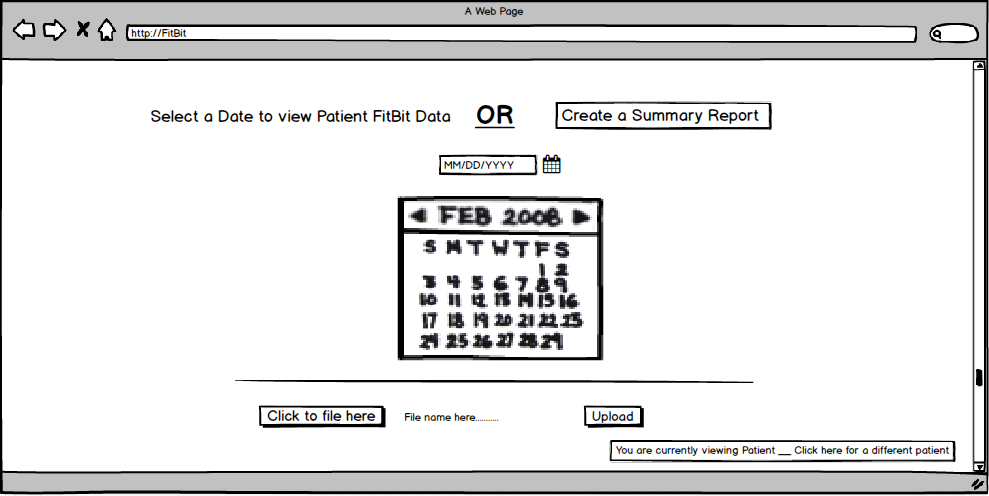 A Web Page
http://FitBit
Select a Date to view Patient FitBit Data OR Create a Summary Report
MM/DD/YYYY
FEB 2008
S M T W T F S
1 2
3 4 5 6 7 8 9
10 11 12 13 14 15 16
17 18 19 20 21 22 23
24 25 26 27 28 29
Click to file here File name here.......... Upload
You are currently viewing Patient __ Click here for a different patient